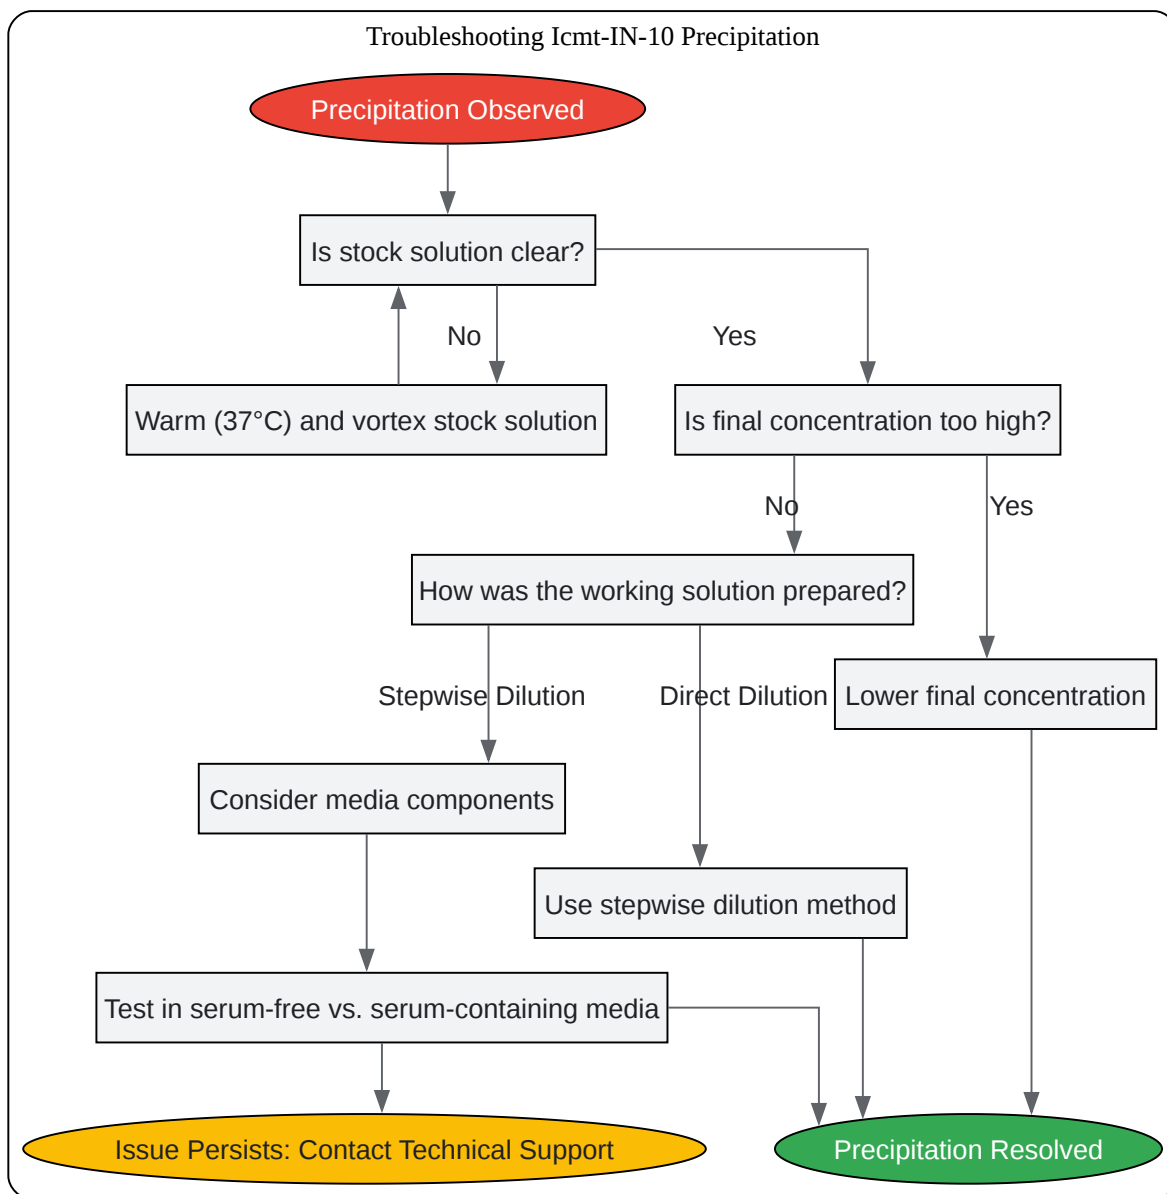 Troubleshooting Icmt-IN-10 Precipitation
Precipitation Observed
Is stock solution clear?
No
Yes
Warm (37°C) and vortex stock solution
Is final concentration too high?
No
Yes
How was the working solution prepared?
Stepwise Dilution
Direct Dilution
Lower final concentration
Consider media components
Use stepwise dilution method
Test in serum-free vs. serum-containing media
Issue Persists: Contact Technical Support
Precipitation Resolved